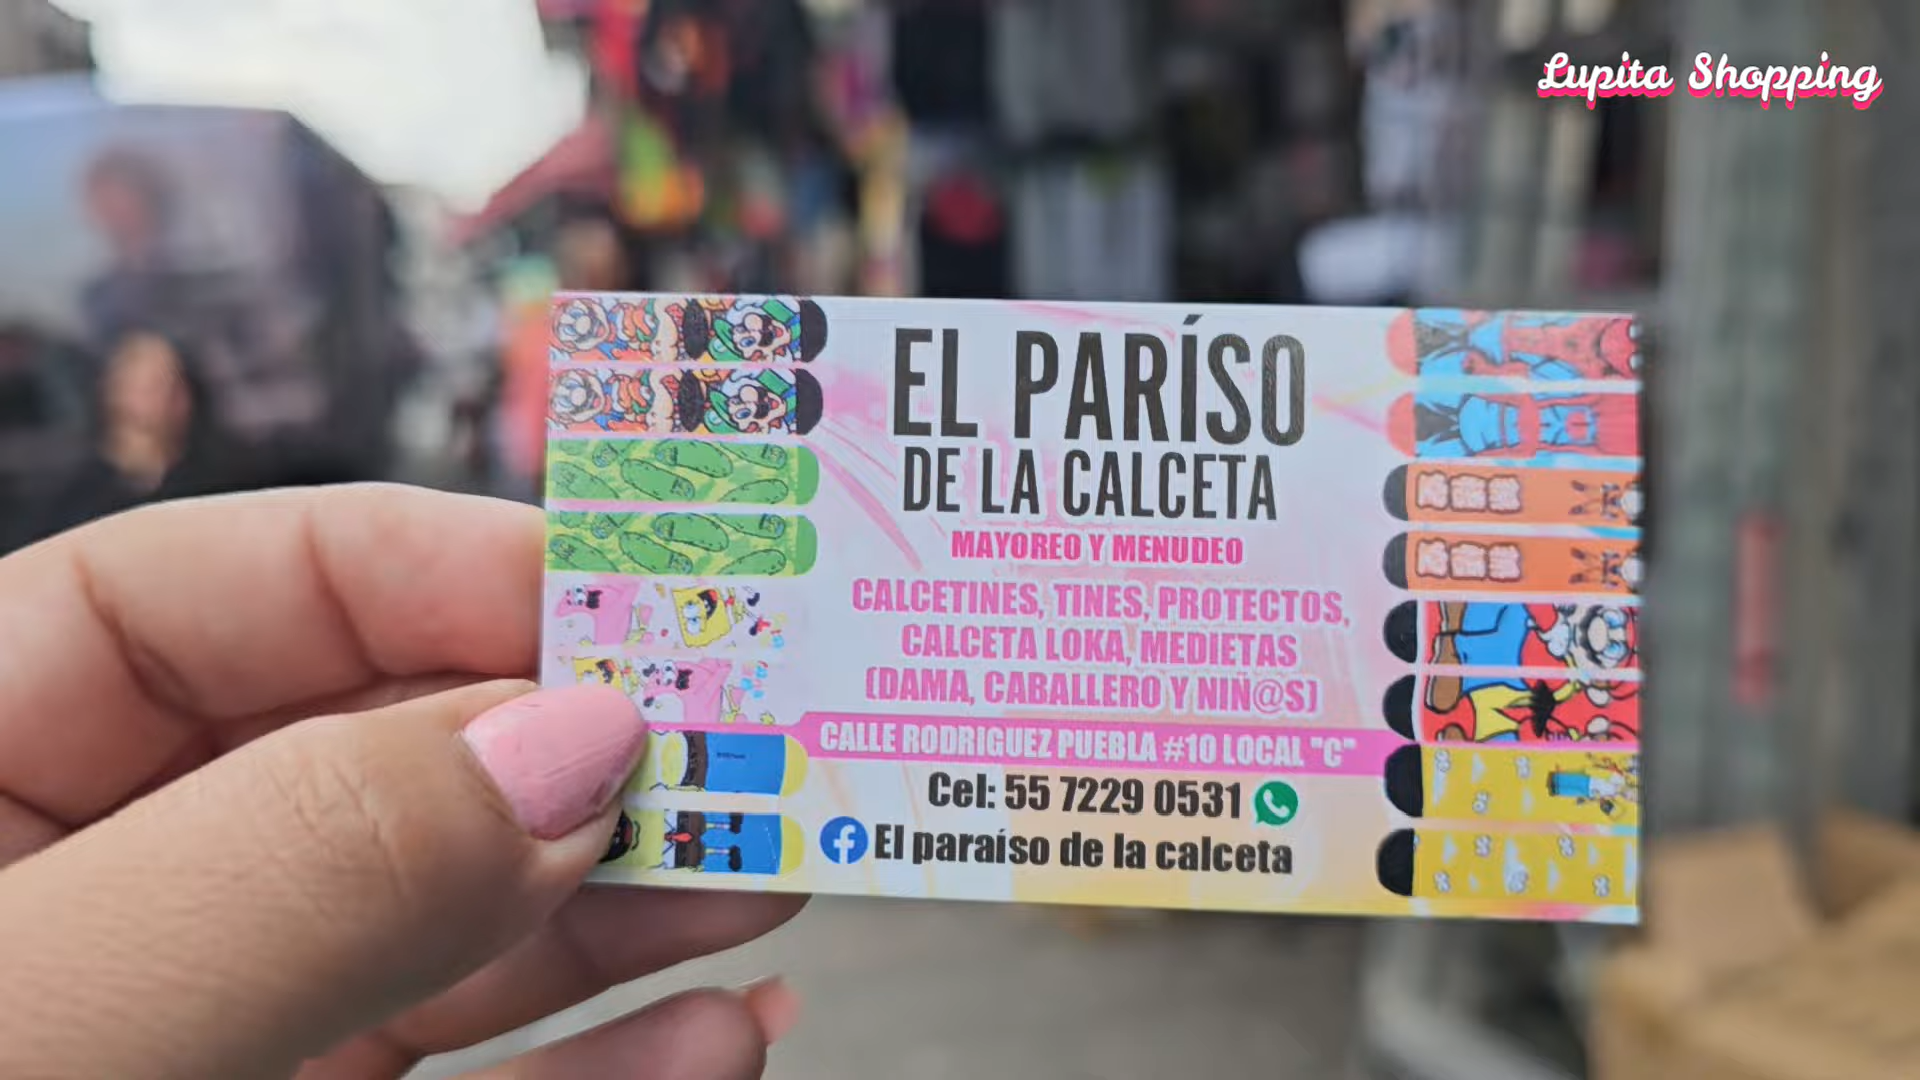 Lupita Shopping
EL PARÍSO
DE LA CALCETA
MAYOREO Y MENUDEO
CALCETINES, TINES, PROTECTOS,
CALCETA LOKA, MEDIETAS
(DAMA, CABALLERO Y NIÑ@S)
CALLE RODRIGUEZ PUEBLA #10 LOCAL "C"
Cel: 55 7229 0531
El paraíso de la calceta